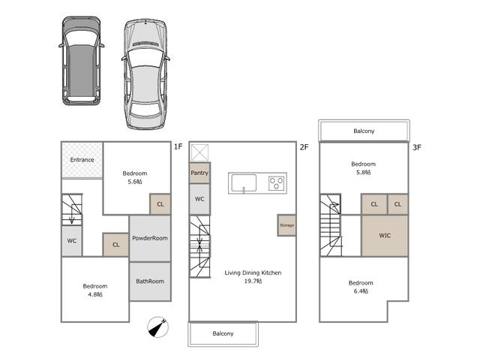 1F
Entrance
Bedroom
5.6帖
CL
WC
CL
PowderRoom
Bedroom
4.8帖
BathRoom
2F
Pantry
WC
Storage
Living Dining Kitchen
19.7帖
Balcony
Balcony
3F
Bedroom
5.8帖
CL
CL
WIC
Bedroom
6.4帖